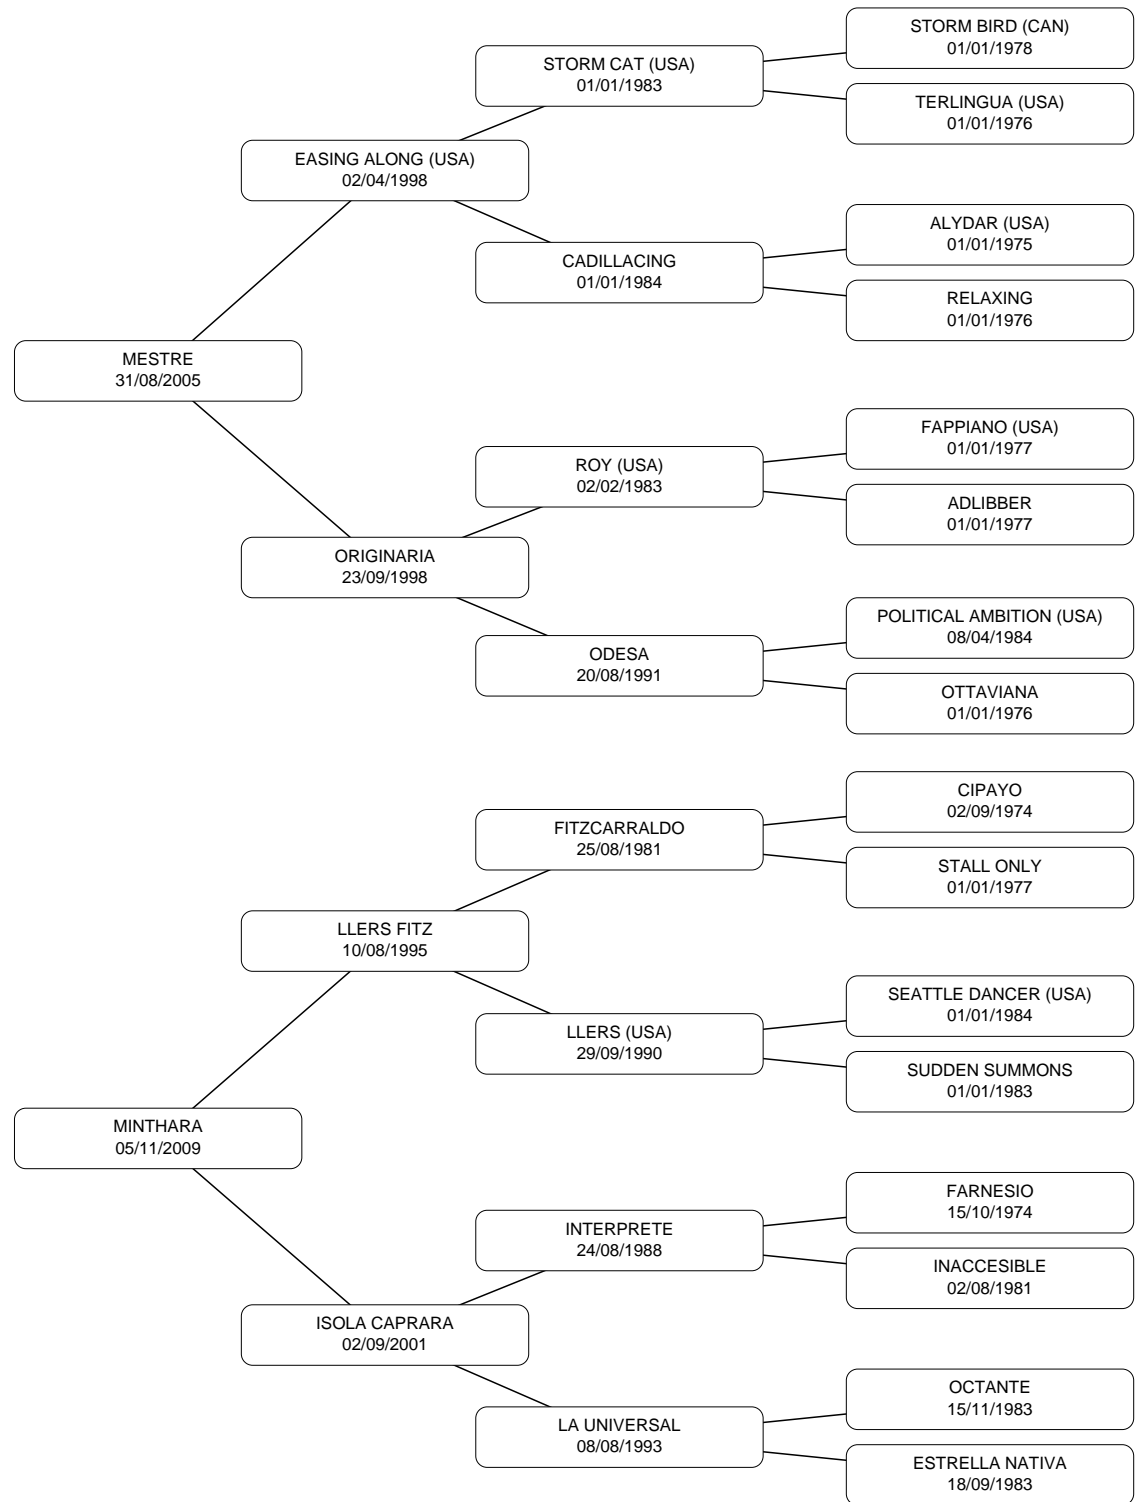 STORM BIRD (CAN)
01/01/1978
STORM CAT (USA)
01/01/1983
TERLINGUA (USA)
01/01/1976
EASING ALONG (USA)
02/04/1998
ALYDAR (USA)
01/01/1975
CADILLACING
01/01/1984
RELAXING
01/01/1976
MESTRE
31/08/2005
FAPPIANO (USA)
01/01/1977
ROY (USA)
02/02/1983
ADLIBBER
01/01/1977
ORIGINARIA
23/09/1998
POLITICAL AMBITION (USA)
08/04/1984
ODESA
20/08/1991
OTTAVIANA
01/01/1976
CIPAYO
02/09/1974
FITZCARRALDO
25/08/1981
STALL ONLY
01/01/1977
LLERS FITZ
10/08/1995
SEATTLE DANCER (USA)
01/01/1984
LLERS (USA)
29/09/1990
SUDDEN SUMMONS
01/01/1983
MINTHARA
05/11/2009
FARNESIO
15/10/1974
INTERPRETE
24/08/1988
INACCESIBLE
02/08/1981
ISOLA CAPRARA
02/09/2001
OCTANTE
15/11/1983
LA UNIVERSAL
08/08/1993
ESTRELLA NATIVA
18/09/1983